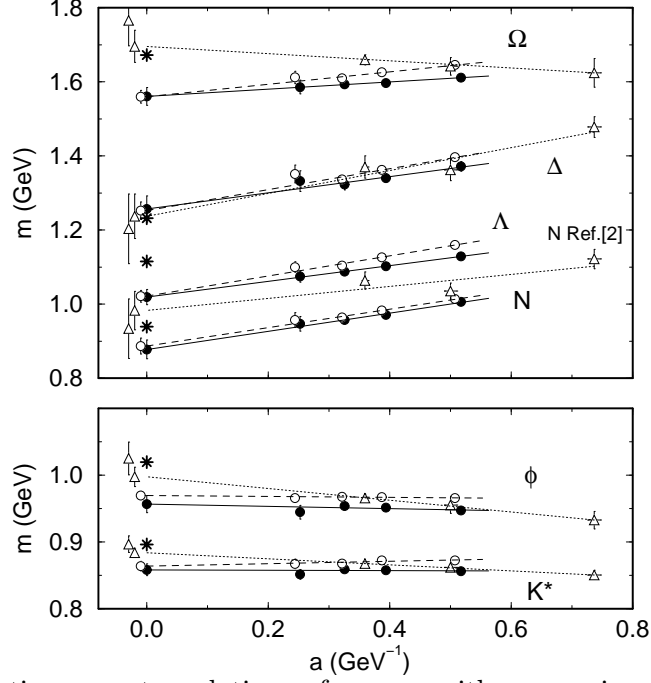 1.8
Ω
1.6
m (GeV)
1.4
Δ
1.2
Λ
N Ref.[2]
1.0
N
0.8
1.0
ϕ
m (GeV)
0.9
K*
0.8
0.0 0.2 0.4 0.6 0.8
a (GeV⁻¹)